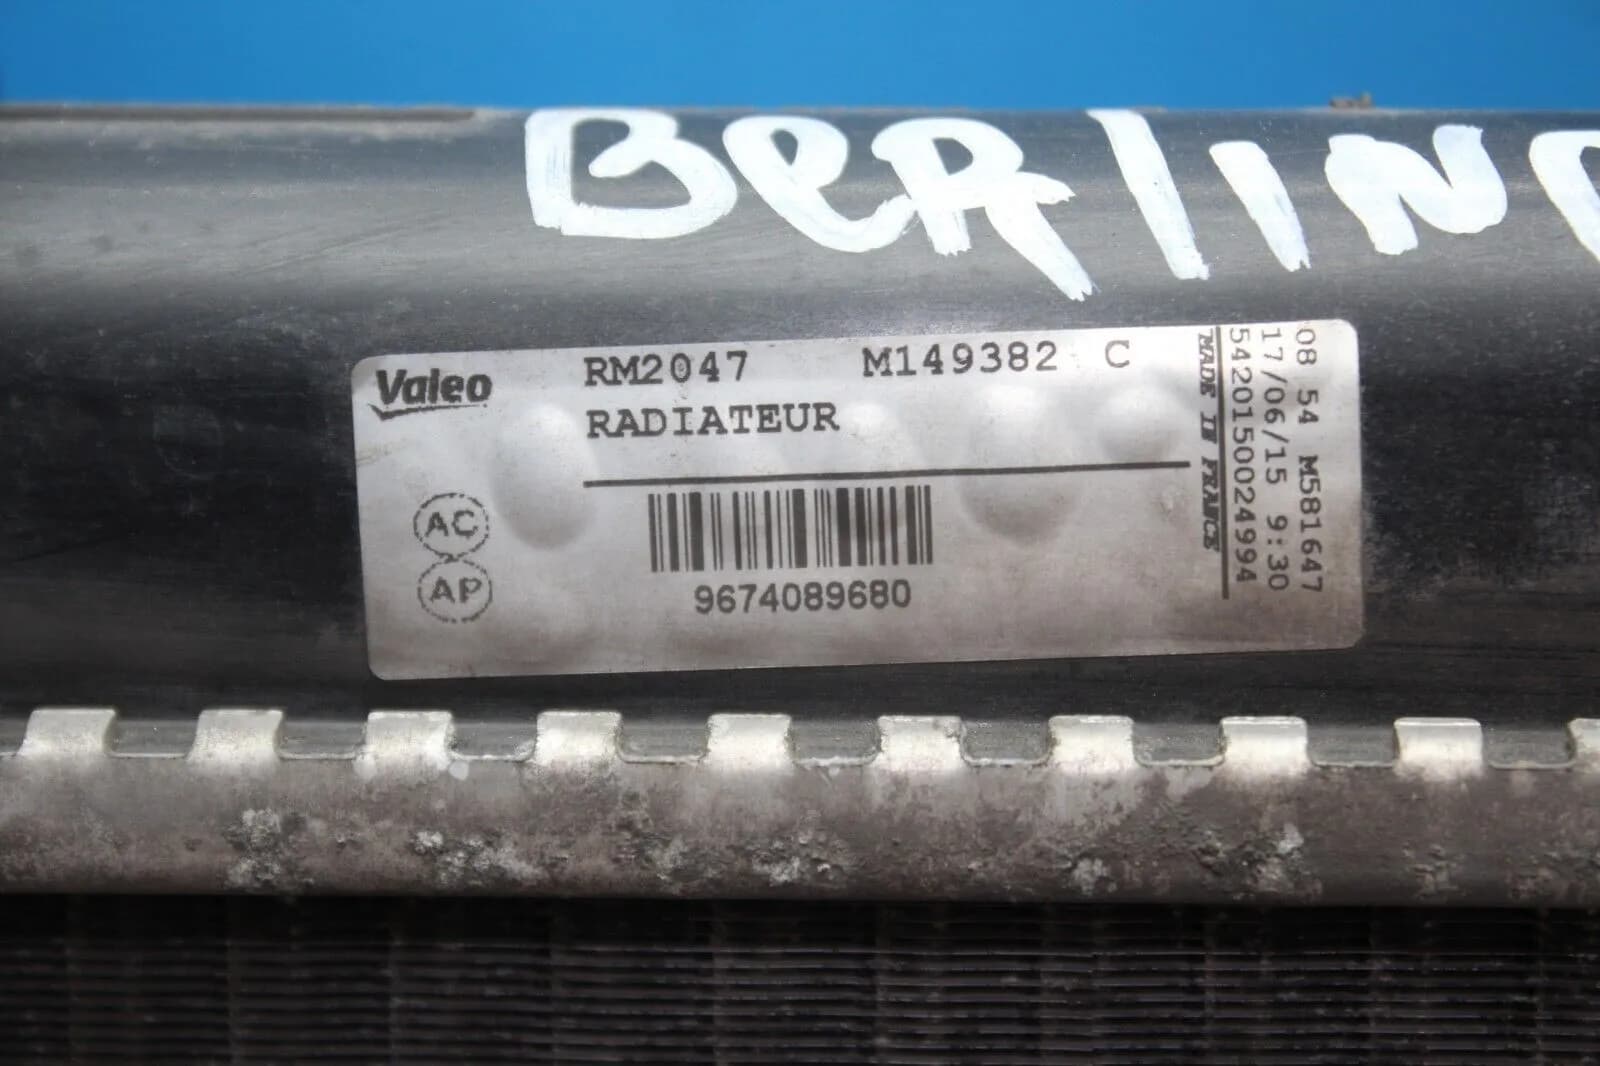 BerlIN
Valeo
RM2047 M149382 C
RADIATEUR
AC
AP
9674089680
MADE IN FRANCE
5420150024994
17/06/15 9:30
08 54 M581647